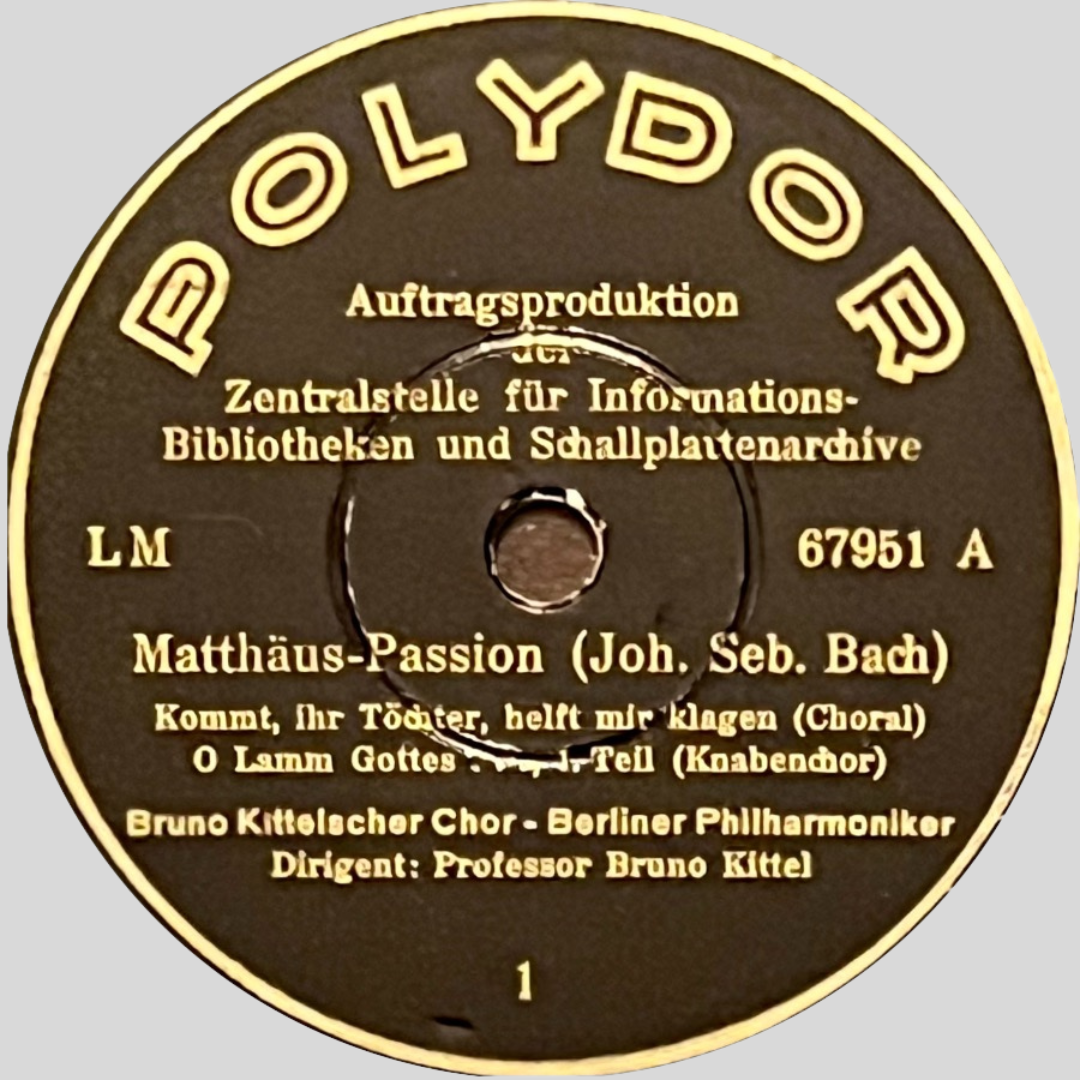 POLYDOR
Auftragsproduktion
der
Zentralstelle für Informations-
Bibliotheken und Schallplattenarchive
LM 67951 A
Matthäus-Passion (Joh. Seb. Bach)
Kommt, ihr Töchter, helft mir klagen (Choral)
O Lamm Gottes Teil (Knabenchor)
Bruno Kittelscher Chor - Berliner Philharmoniker
Dirigent: Professor Bruno Kittel
1